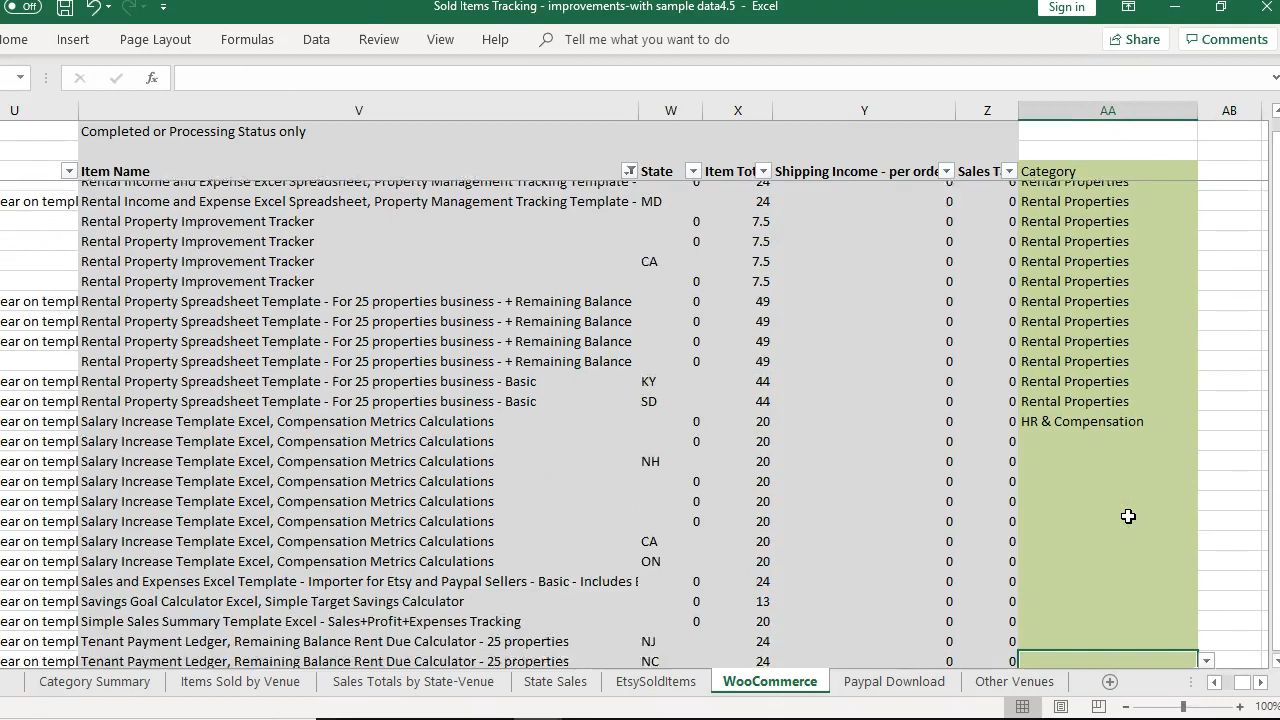 Off
Sold Items Tracking - improvements-with sample data4.5 - Excel
Sign in
ome Insert Page Layout Formulas Data Review View Help Tell me what you want to do Share Comments
fx
U V W X Y Z AA AB
Completed or Processing Status only
Item Name State Item Tot Shipping Income - per orde Sales T Category
Rental Income and Expense Excel Spreadsheet, Property Management Tracking Template - 0 24 0 0 Rental Properties
ear on templ Rental Income and Expense Excel Spreadsheet, Property Management Tracking Template - MD 24 0 0 Rental Properties
Rental Property Improvement Tracker 0 7.5 0 0 Rental Properties
Rental Property Improvement Tracker 0 7.5 0 0 Rental Properties
Rental Property Improvement Tracker CA 7.5 0 0 Rental Properties
Rental Property Improvement Tracker 0 7.5 0 0 Rental Properties
ear on templ Rental Property Spreadsheet Template - For 25 properties business - + Remaining Balance 0 49 0 0 Rental Properties
ear on templ Rental Property Spreadsheet Template - For 25 properties business - + Remaining Balance 0 49 0 0 Rental Properties
ear on templ Rental Property Spreadsheet Template - For 25 properties business - + Remaining Balance 0 49 0 0 Rental Properties
Rental Property Spreadsheet Template - For 25 properties business - + Remaining Balance 0 49 0 0 Rental Properties
ear on templ Rental Property Spreadsheet Template - For 25 properties business - Basic KY 44 0 0 Rental Properties
ear on templ Rental Property Spreadsheet Template - For 25 properties business - Basic SD 44 0 0 Rental Properties
ear on templ Salary Increase Template Excel, Compensation Metrics Calculations 0 20 0 0 HR & Compensation
ear on templ Salary Increase Template Excel, Compensation Metrics Calculations 0 20 0 0
ear on templ Salary Increase Template Excel, Compensation Metrics Calculations NH 20 0 0
ear on templ Salary Increase Template Excel, Compensation Metrics Calculations 0 20 0 0
ear on templ Salary Increase Template Excel, Compensation Metrics Calculations 0 20 0 0
ear on templ Salary Increase Template Excel, Compensation Metrics Calculations 0 20 0 0
ear on templ Salary Increase Template Excel, Compensation Metrics Calculations CA 20 0 0
ear on templ Salary Increase Template Excel, Compensation Metrics Calculations ON 20 0 0
ear on templ Sales and Expenses Excel Template - Importer for Etsy and Paypal Sellers - Basic - Includes E 0 24 0 0
ear on templ Savings Goal Calculator Excel, Simple Target Savings Calculator 0 13 0 0
ear on templ Simple Sales Summary Template Excel - Sales+Profit+Expenses Tracking 0 20 0 0
ear on templ Tenant Payment Ledger, Remaining Balance Rent Due Calculator - 25 properties NJ 24 0 0
ear on templ Tenant Payment Ledger, Remaining Balance Rent Due Calculator - 25 properties NC 24 0 0
Category Summary Items Sold by Venue Sales Totals by State-Venue State Sales EtsySoldItems WooCommerce Paypal Download Other Venues
100%